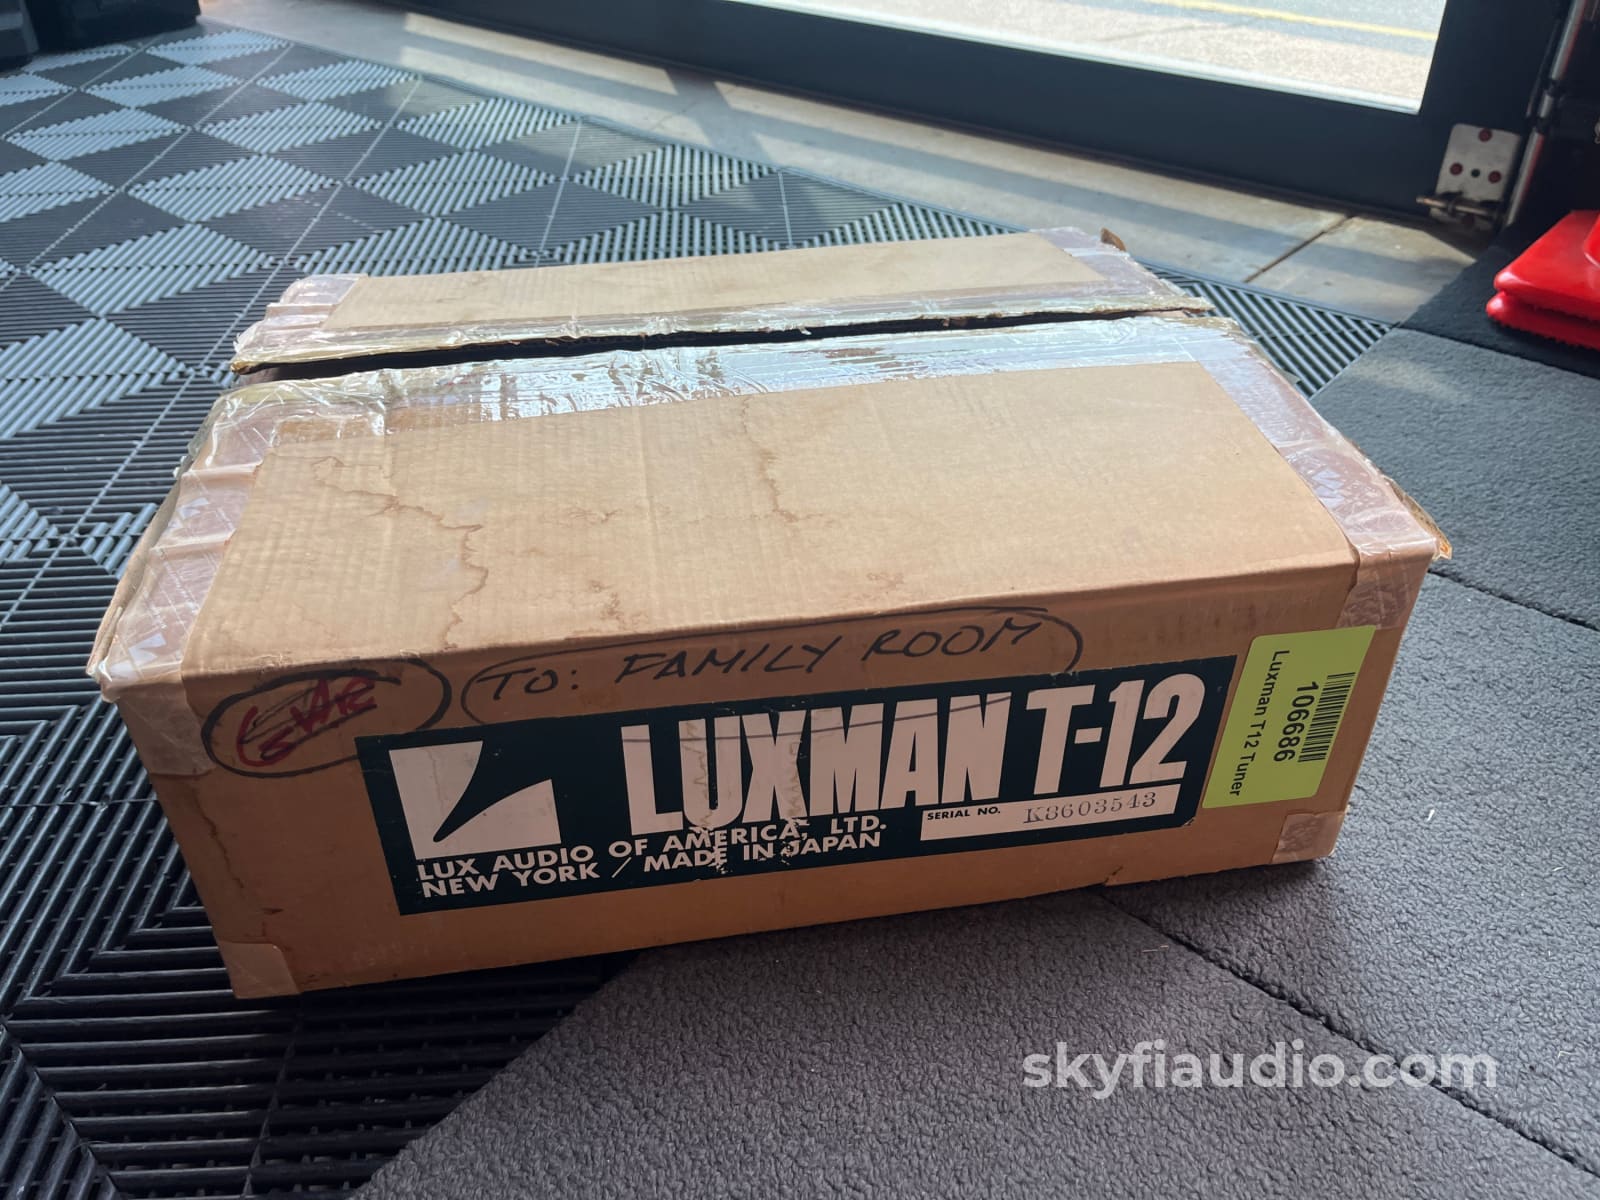 TO: FAMILY ROOM
LUXMAN T-12
SERIAL NO. K8603543
LUX AUDIO OF AMERICA, LTD.
NEW YORK / MADE IN JAPAN
106686
Luxman T12 Tuner
skyfiaudio.com